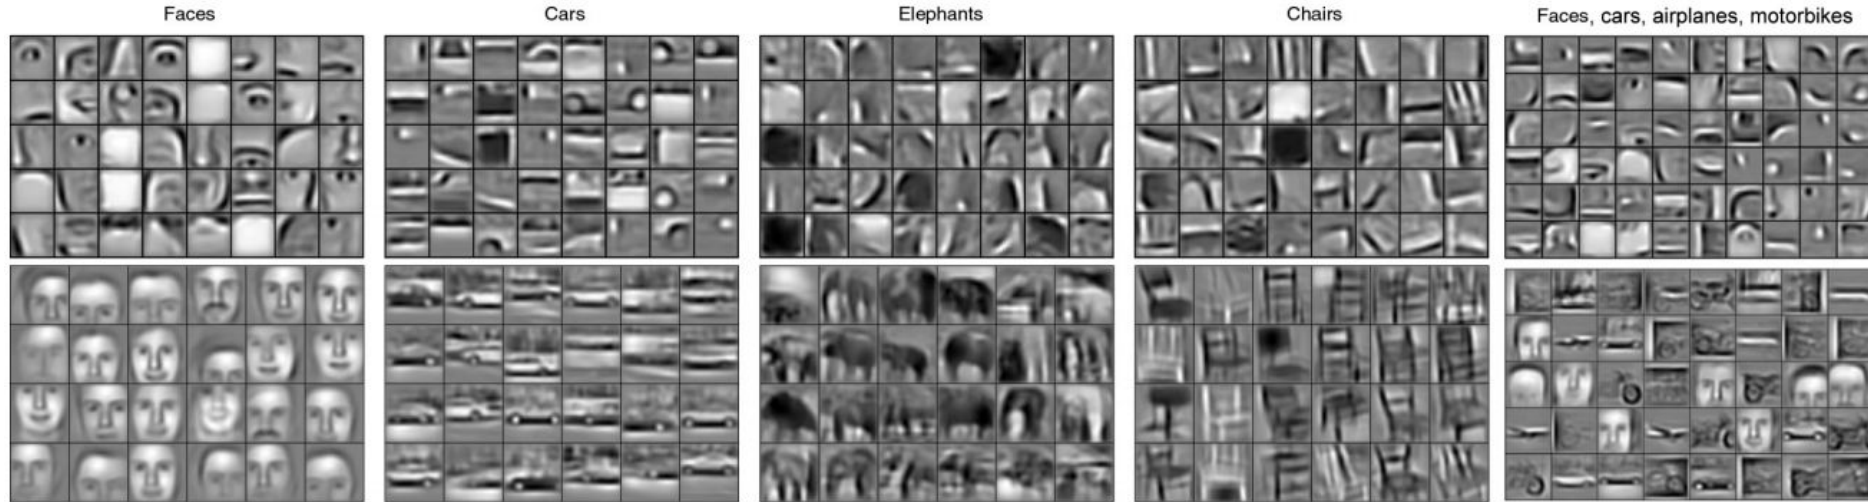 Faces
Cars
Elephants
Chairs
Faces, cars, airplanes, motorbikes